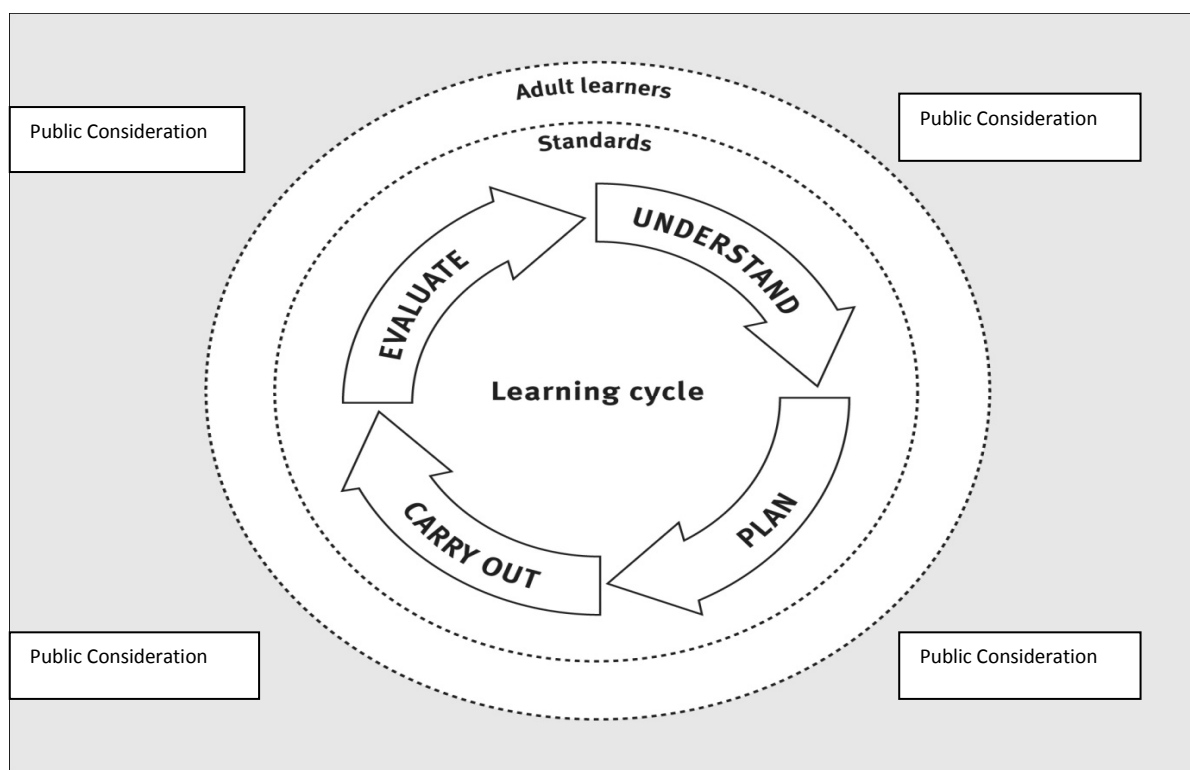 Adult learners
Public Consideration
Public Consideration
Standards
UNDERSTAND
EVALUATE
Learning cycle
PLAN
CARRY OUT
Public Consideration
Public Consideration